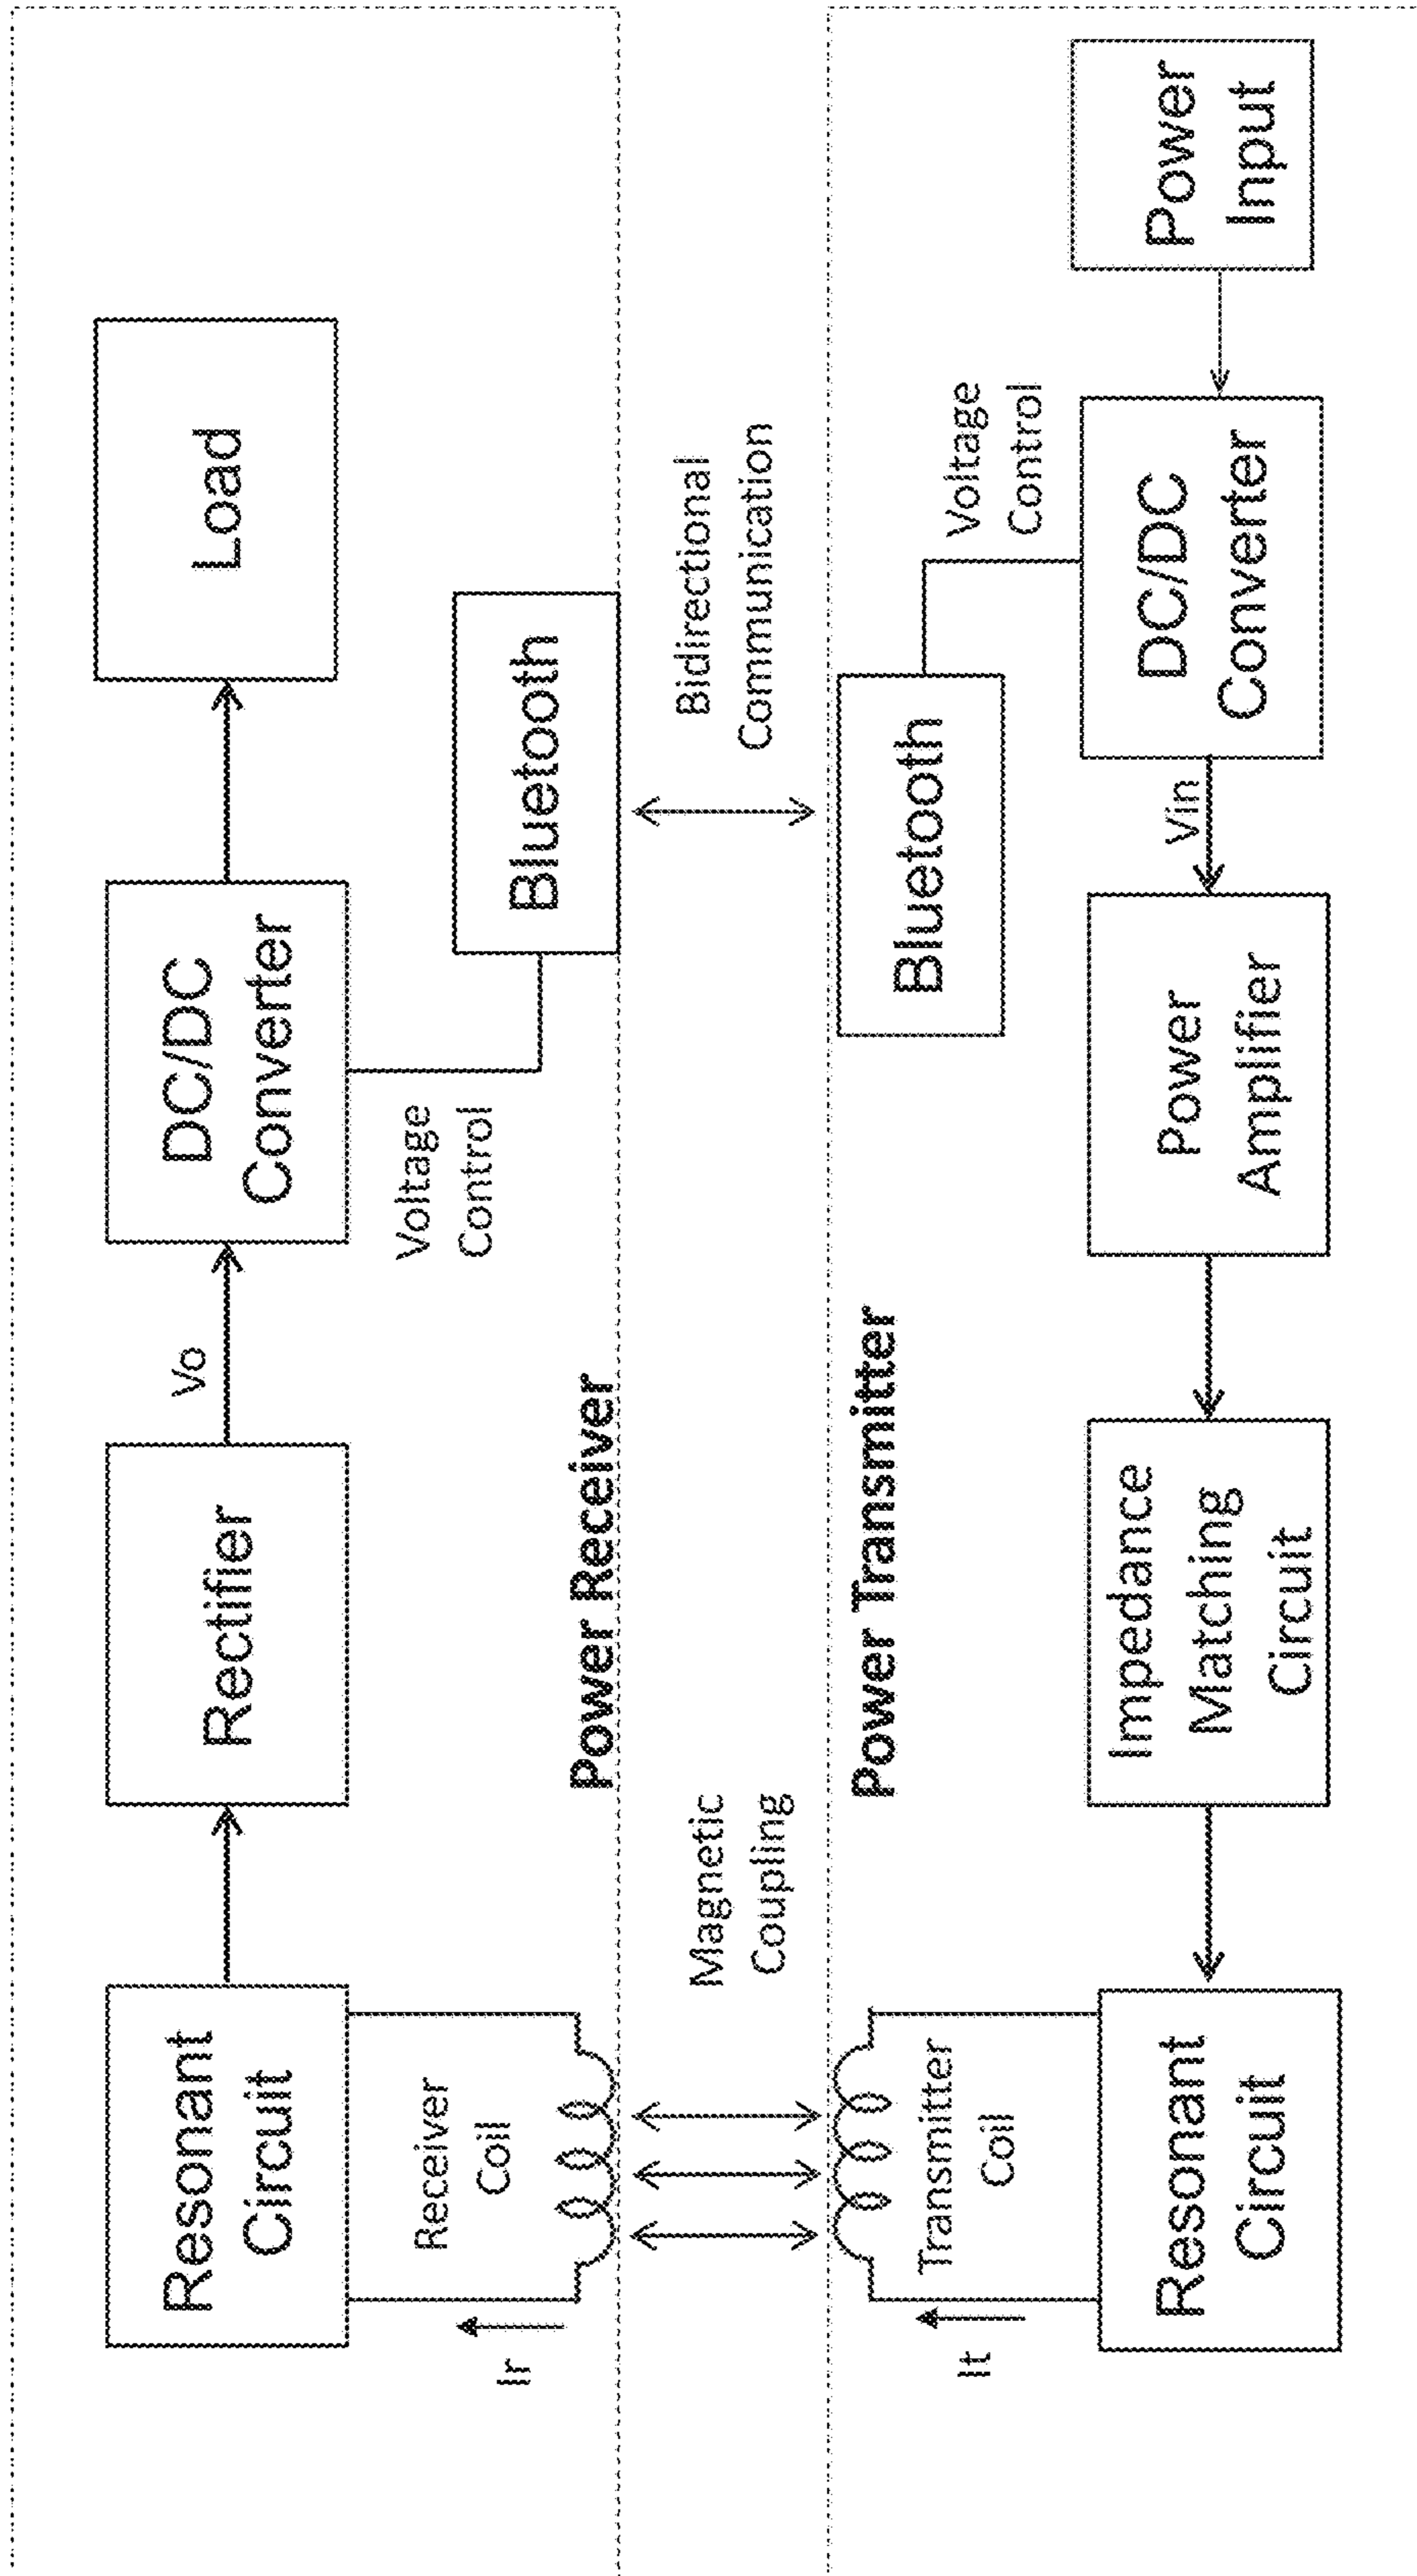 Resonant
Circuit
Rectifier
Vo
DC/DC
Converter
Load
Receiver
Coil
Ir
Voltage
Control
Bluetooth
Power Receiver
Magnetic
Coupling
Bidirectional
Communication
Power Transmitter
Bluetooth
Voltage
Control
Transmitter
Coil
It
Resonant
Circuit
Impedance
Matching
Circuit
Power
Amplifier
Vin
DC/DC
Converter
Power
Input